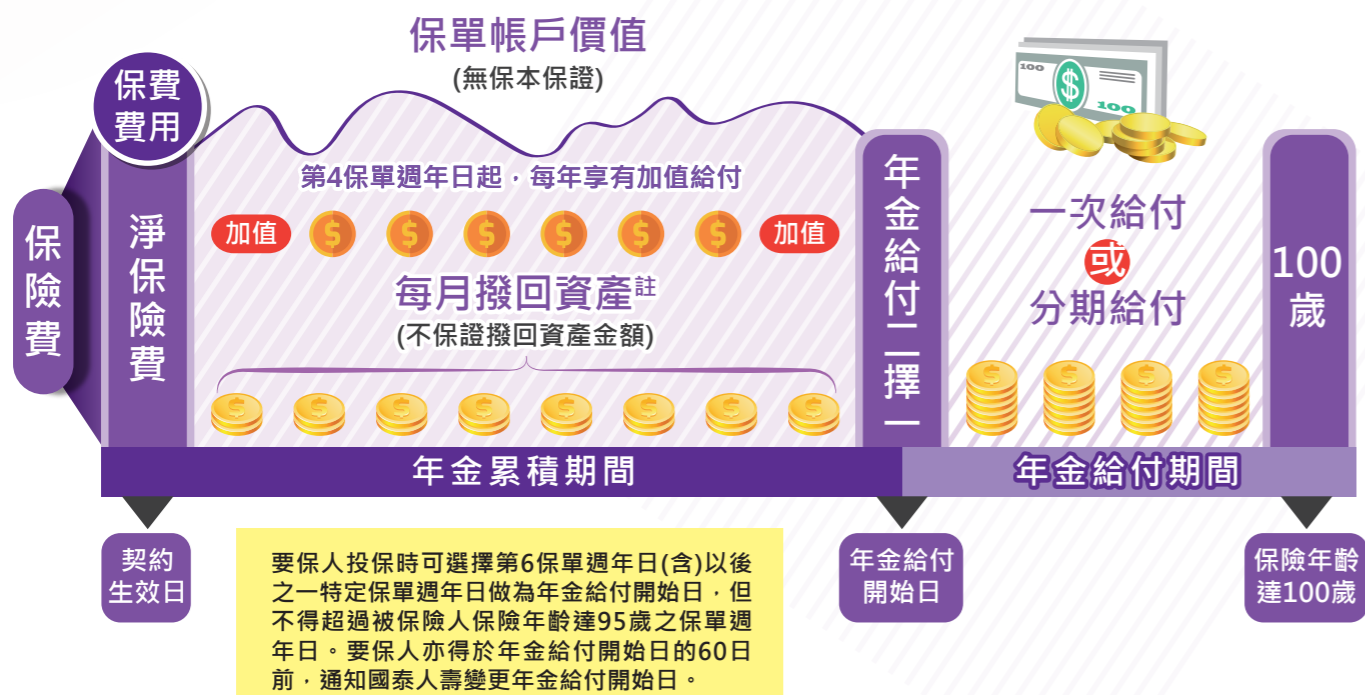 保單帳戶價值
(無保本保證)
保費
費用
保險費
淨保險費
第4保單週年日起，每年享有加值給付
加值
加值
每月撥回資產註
(不保證撥回資產金額)
年金給付二擇一
100
100
一次給付
或
分期給付
100
歲
年金累積期間
年金給付期間
契約
生效日
要保人投保時可選擇第6保單週年日(含)以後
之一特定保單週年日做為年金給付開始日，但
不得超過被保險人保險年齡達95歲之保單週
年日。要保人亦得於年金給付開始日的60日
前，通知國泰人壽變更年金給付開始日。
年金給付
開始日
保險年齡
達100歲